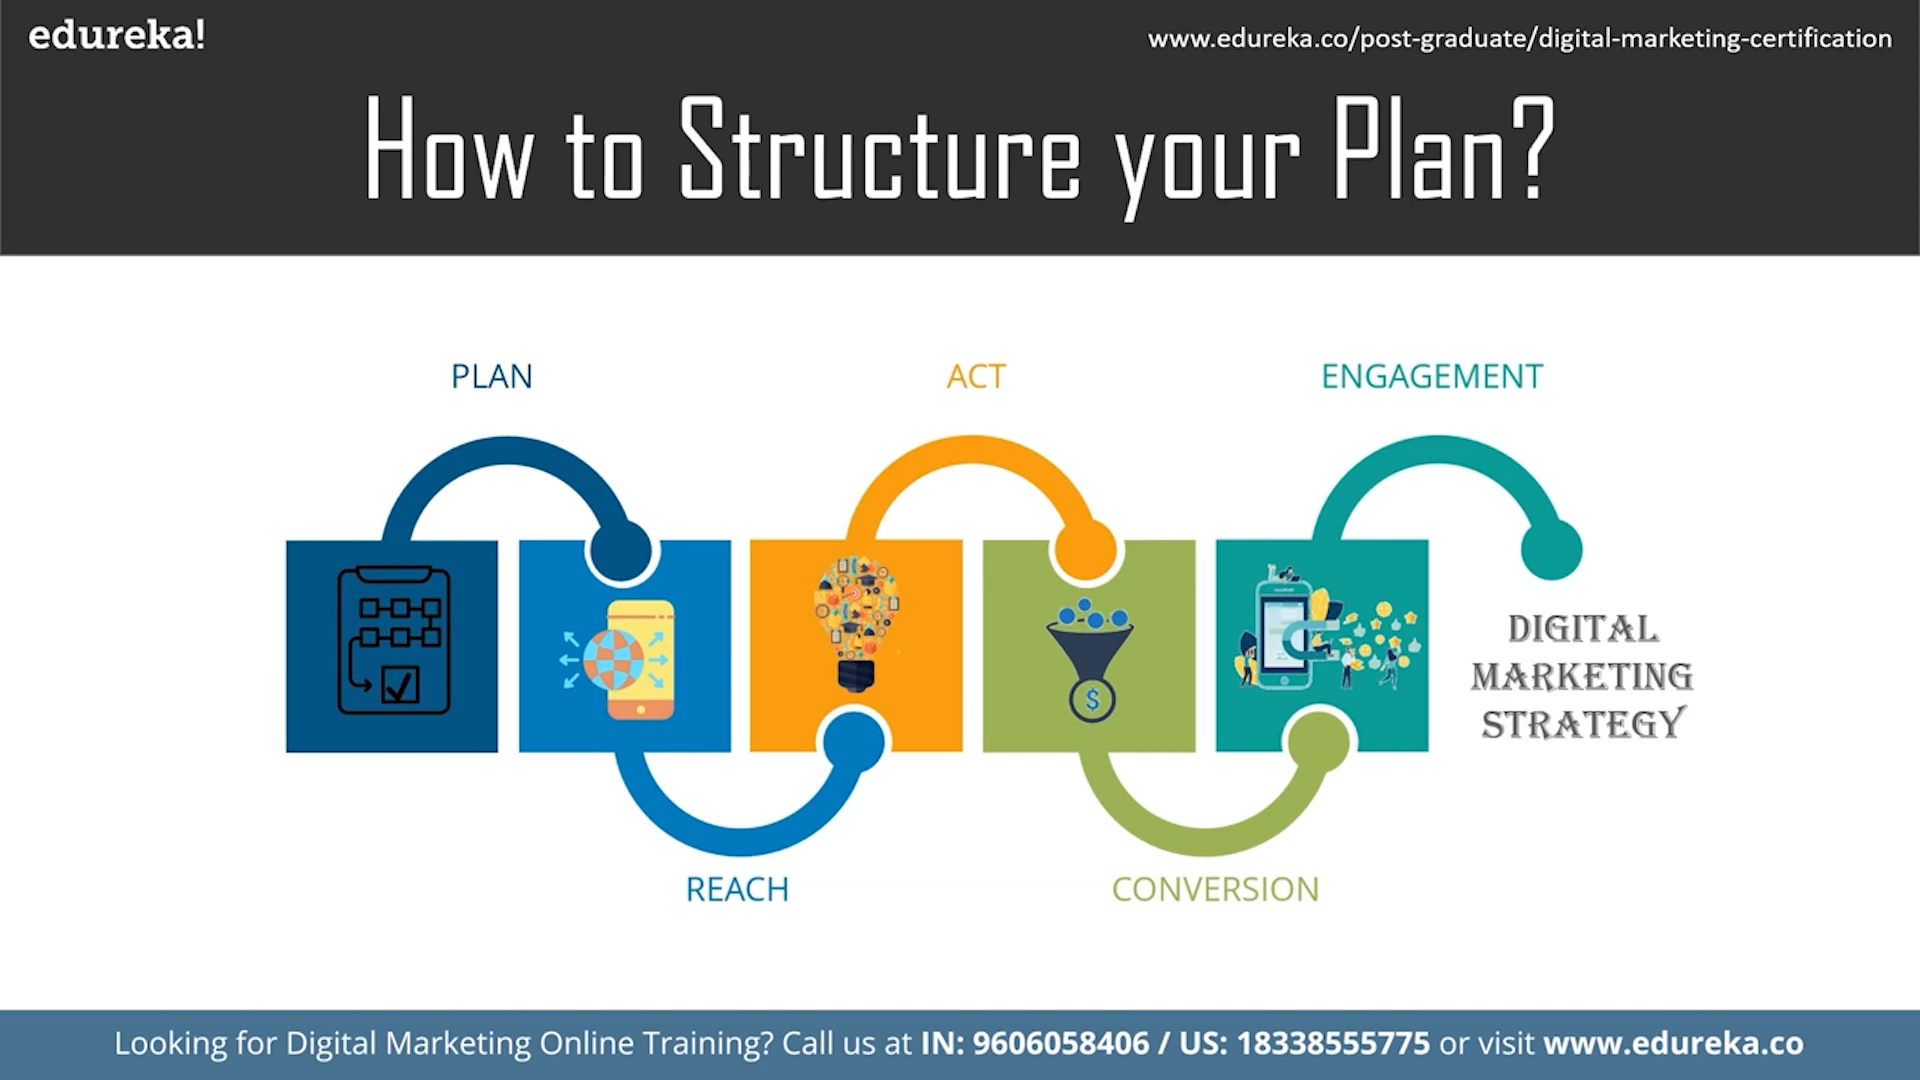 edureka!
www.edureka.co/post-graduate/digital-marketing-certification
How to Structure your Plan?
PLAN
ACT
ENGAGEMENT
$
DIGITAL
MARKETING
STRATEGY
REACH
CONVERSION
Looking for Digital Marketing Online Training? Call us at IN: 9606058406 / US: 18338555775 or visit www.edureka.co